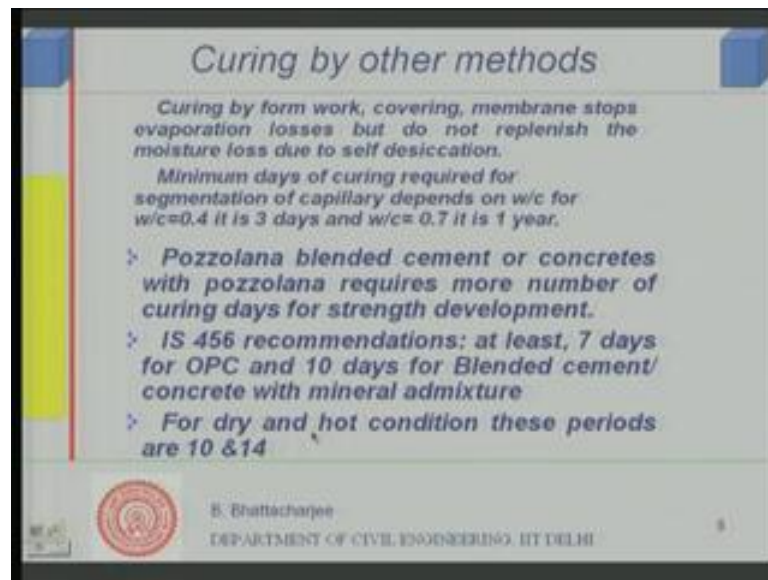 Curing by other methods
Curing by form work, covering, membrane stops
evaporation losses but do not replenish the
moisture loss due to self desiccation.
Minimum days of curing required for
segmentation of capillary depends on w/c for
w/c=0.4 it is 3 days and w/c= 0.7 it is 1 year.
Pozzolana blended cement or concretes
with pozzolana requires more number of
curing days for strength development.
IS 456 recommendations: at least, 7 days
for OPC and 10 days for Blended cement/
concrete with mineral admixture
For dry and hot condition these periods
are 10 &14
B. Bhattacharjee
DEPARTMENT OF CIVIL ENGINEERING, IIT DELHI